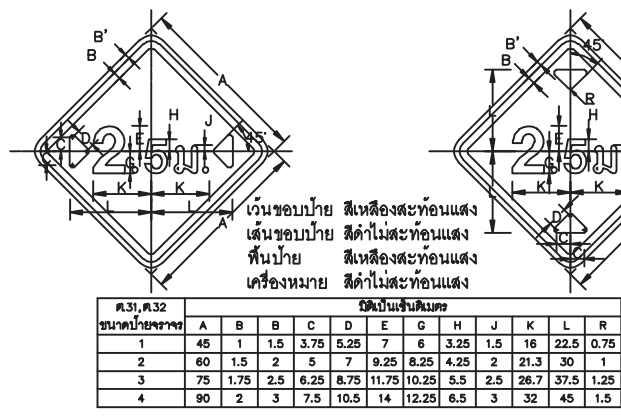 B' B A 45°
H J
2.5 ม.
C D E G K K L L A
B' B 45°
L R H
2.5 ม.
E G K K L D C C
เว้นขอบป้าย สีเหลืองสะท้อนแสง
เส้นขอบป้าย สีดำไม่สะท้อนแสง
พื้นป้าย สีเหลืองสะท้อนแสง
เครื่องหมาย สีดำไม่สะท้อนแสง
ต.31,ต.32 มิติเป็นเซ็นติเมตร
ขนาดป้ายจราจร A B B C D E G H J K L R
1 45 1 1.5 3.75 5.25 7 6 3.25 1.5 16 22.5 0.75
2 60 1.5 2 5 7 9.25 8.25 4.25 2 21.3 30 1
3 75 1.75 2.5 6.25 8.75 11.75 10.25 5.5 2.5 26.7 37.5 1.25
4 90 2 3 7.5 10.5 14 12.25 6.5 3 32 45 1.5